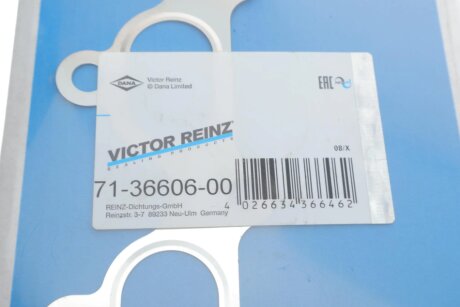 DANA
Victor Reinz
© Dana Limited
EAC
VICTOR REINZ
SEALING PRODUCTS
08/X
71-36606-00
REINZ-Dichtungs-GmbH
Reinzstr. 3-7 89233 Neu-Ulm Germany
4 026634 366462